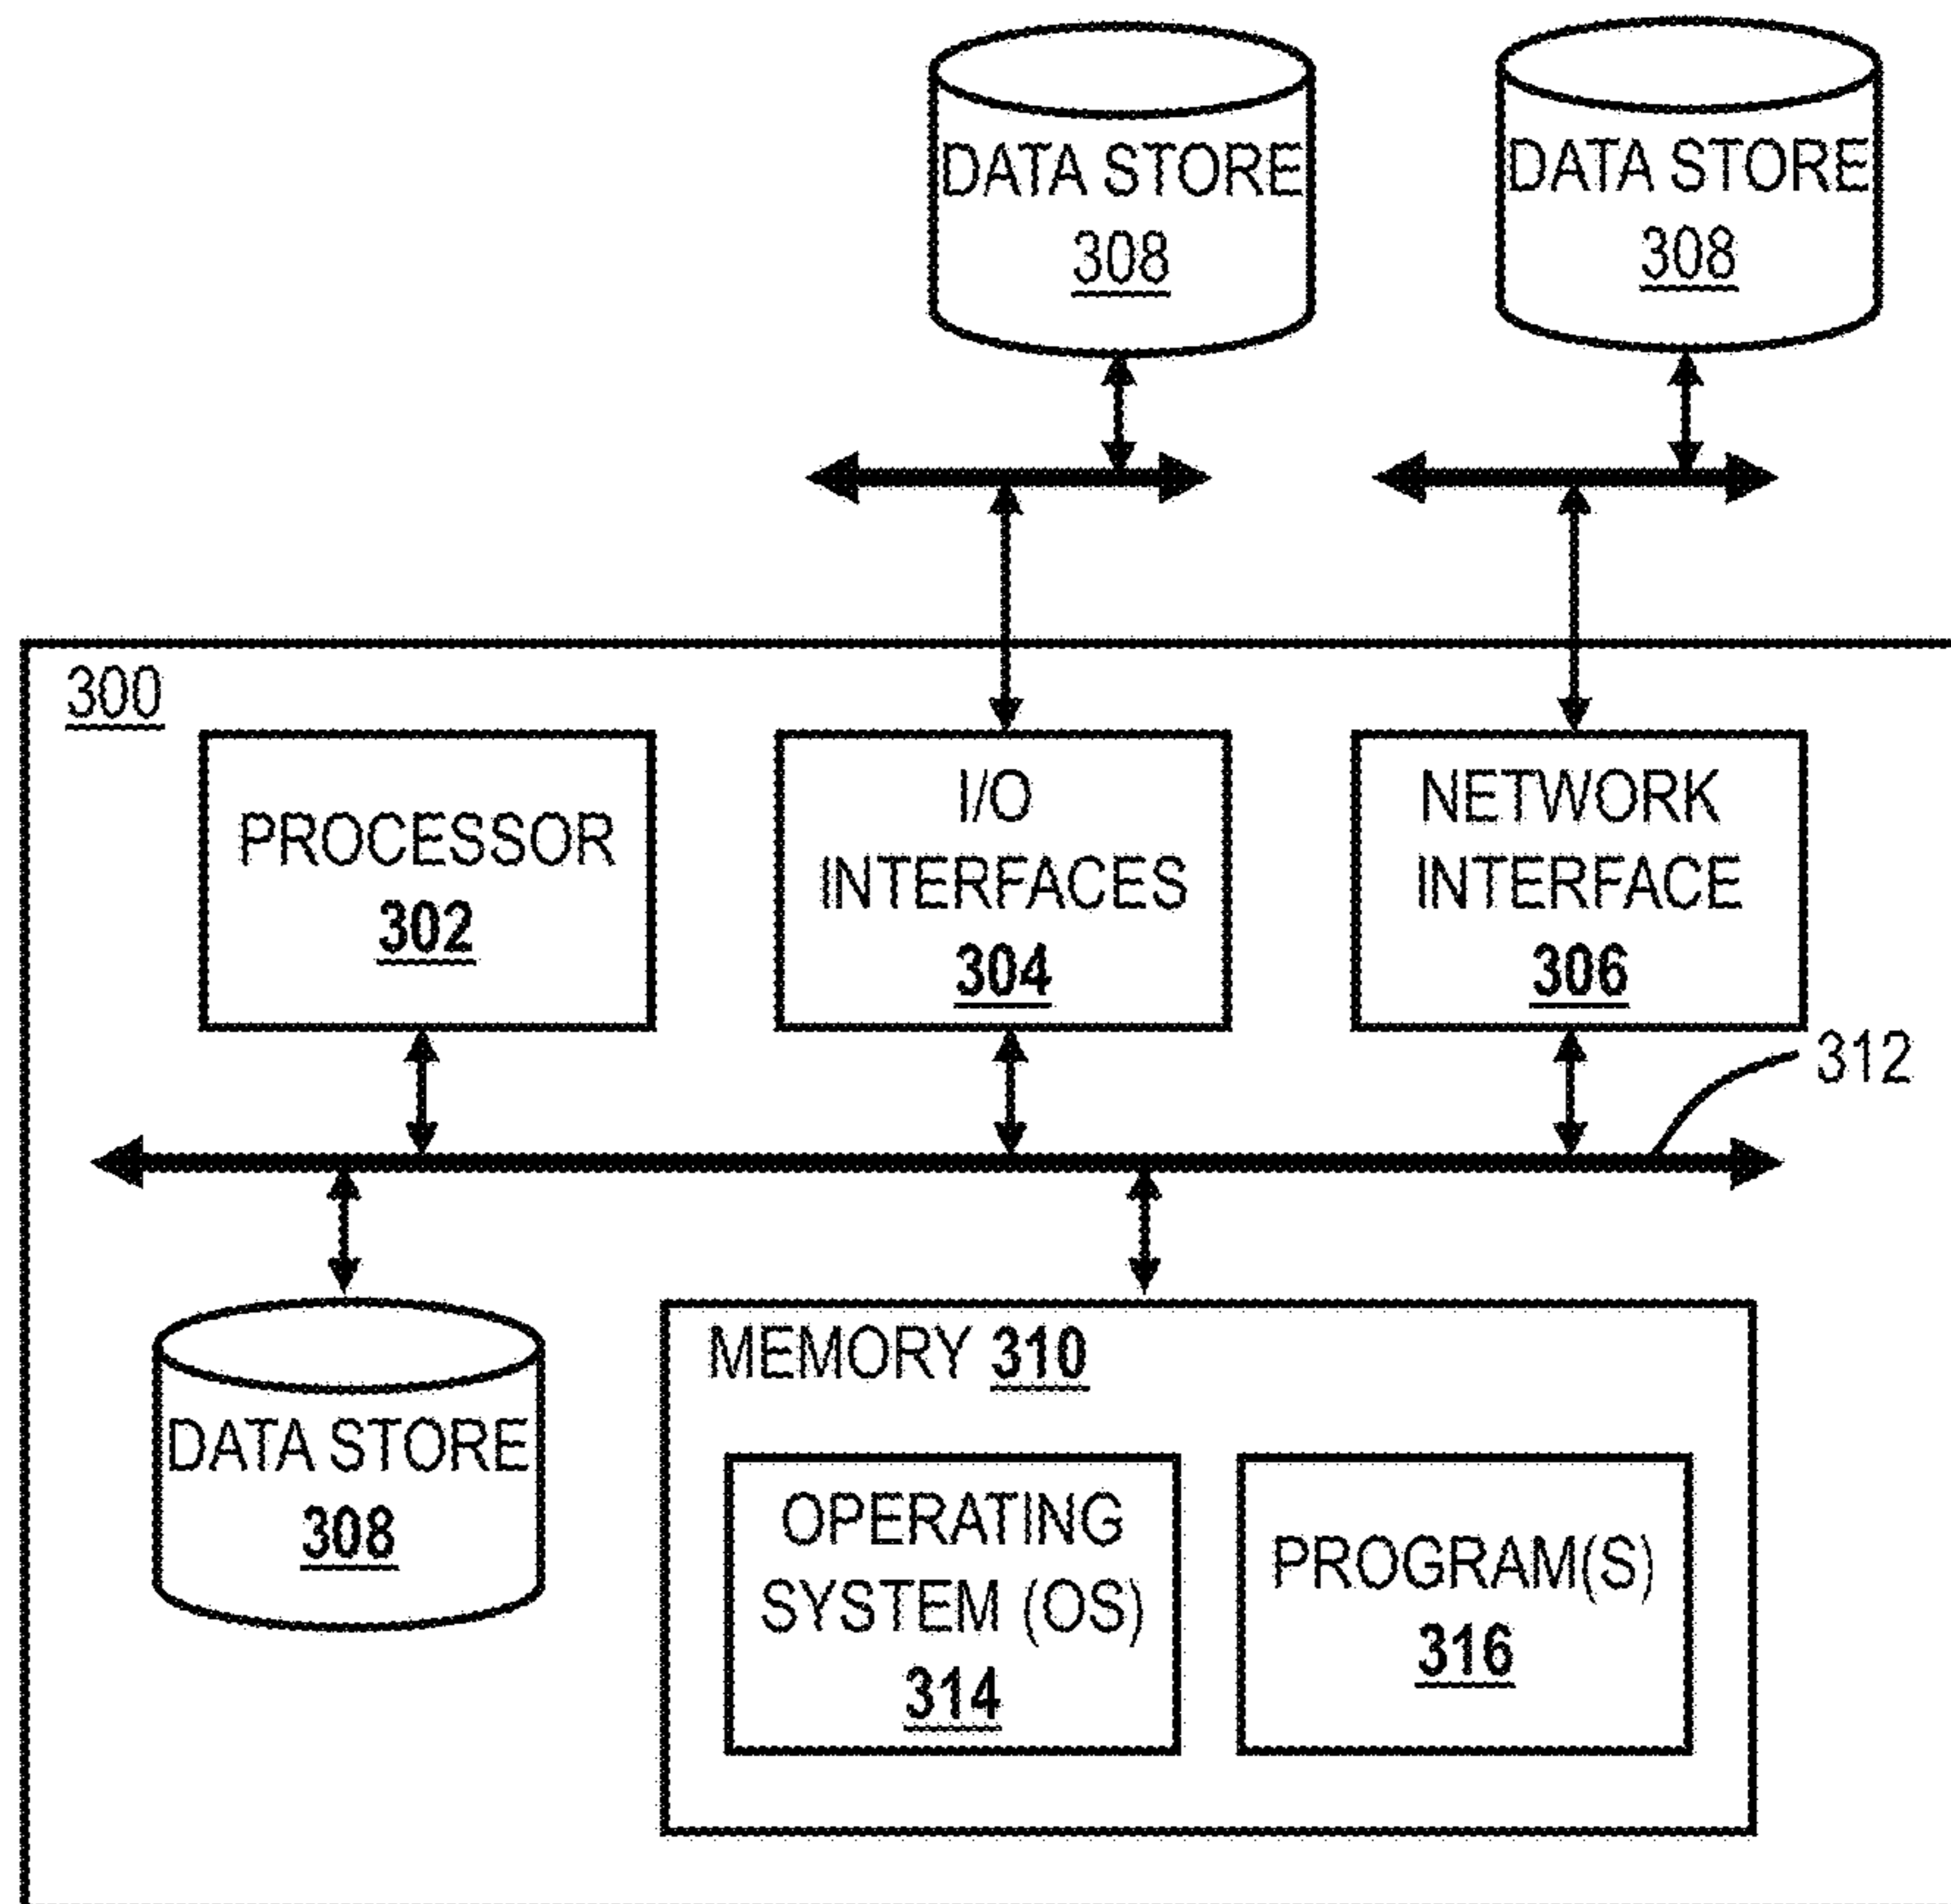 DATA STORE
308
DATA STORE
308
300
PROCESSOR
302
I/O
INTERFACES
304
NETWORK
INTERFACE
306
312
DATA STORE
308
MEMORY 310
OPERATING
SYSTEM (OS)
314
PROGRAM(S)
316